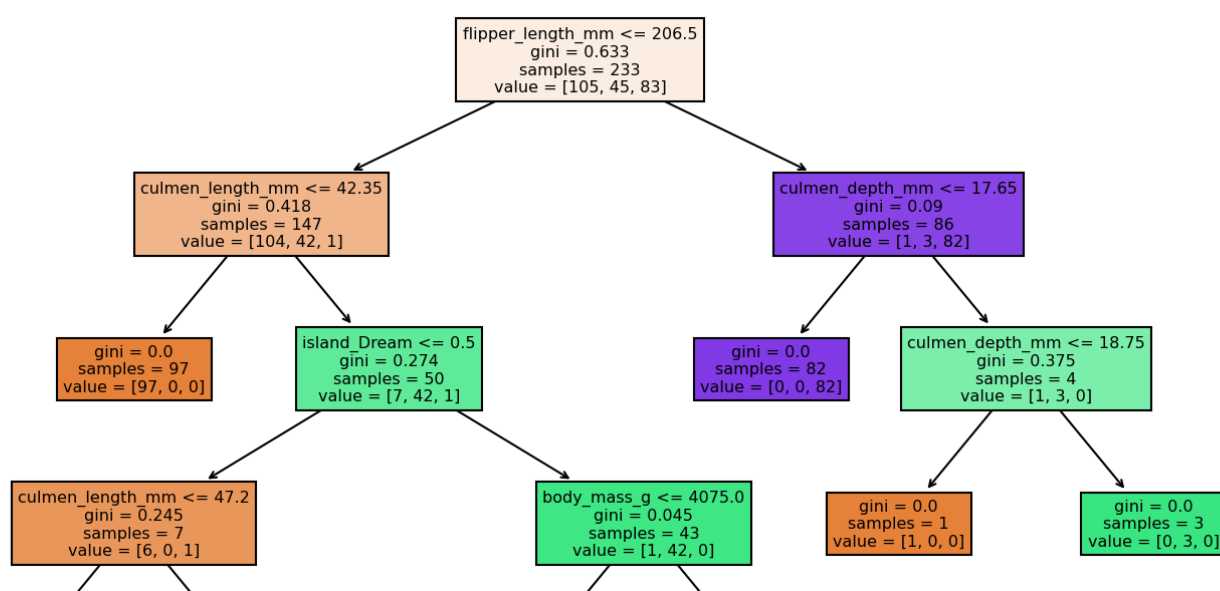 flipper_length_mm <= 206.5
gini = 0.633
samples = 233
value = [105, 45, 83]
culmen_length_mm <= 42.35
gini = 0.418
samples = 147
value = [104, 42, 1]
culmen_depth_mm <= 17.65
gini = 0.09
samples = 86
value = [1, 3, 82]
gini = 0.0
samples = 97
value = [97, 0, 0]
island_Dream <= 0.5
gini = 0.274
samples = 50
value = [7, 42, 1]
gini = 0.0
samples = 82
value = [0, 0, 82]
culmen_depth_mm <= 18.75
gini = 0.375
samples = 4
value = [1, 3, 0]
culmen_length_mm <= 47.2
gini = 0.245
samples = 7
value = [6, 0, 1]
body_mass_g <= 4075.0
gini = 0.045
samples = 43
value = [1, 42, 0]
gini = 0.0
samples = 1
value = [1, 0, 0]
gini = 0.0
samples = 3
value = [0, 3, 0]